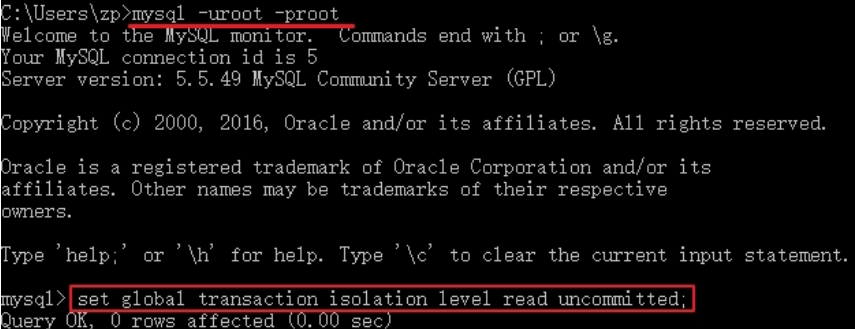 C:\Users\zp>mysql -uroot -proot
Welcome to the MySQL monitor.  Commands end with ; or \g.
Your MySQL connection id is 5
Server version: 5.5.49 MySQL Community Server (GPL)
Copyright (c) 2000, 2016, Oracle and/or its affiliates. All rights reserved.
Oracle is a registered trademark of Oracle Corporation and/or its
affiliates. Other names may be trademarks of their respective
owners.
Type 'help;' or '\h' for help. Type '\c' to clear the current input statement.
mysql> set global transaction isolation level read uncommitted;
Query OK, 0 rows affected (0.00 sec)